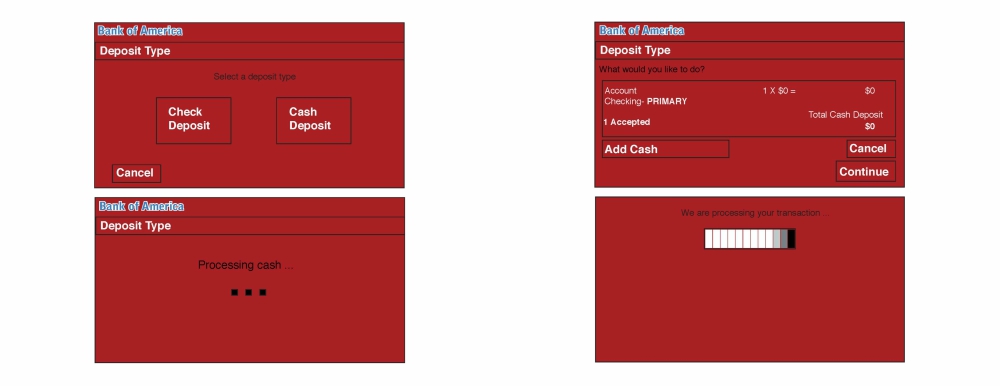 Bank of America
Deposit Type
Select a deposit type
Check
Deposit
Cash
Deposit
Cancel
Bank of America
Deposit Type
What would you like to do?
Account 1 X $0 = $0
Checking- PRIMARY
Total Cash Deposit
1 Accepted
$0
Add Cash
Cancel
Continue
Bank of America
Deposit Type
Processing cash ...
We are processing your transaction ...